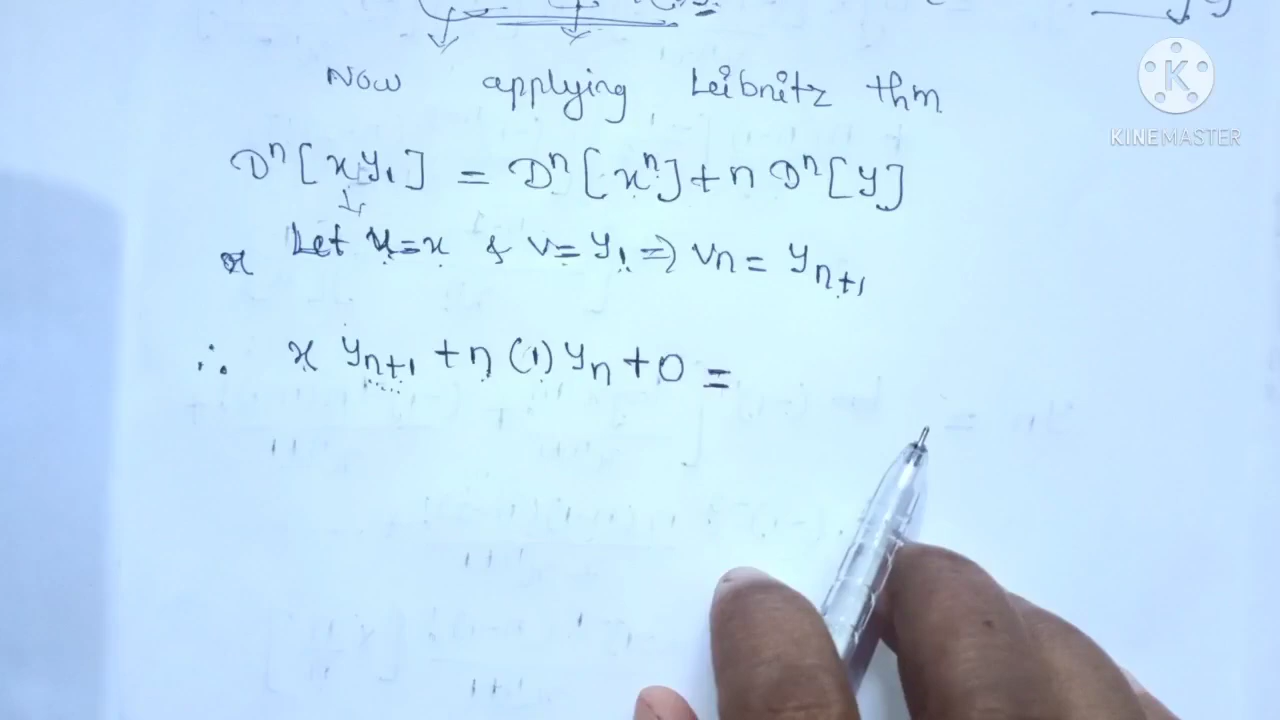 Now applying Leibnitz thm
K
KINEMASTER
Dⁿ[x y₁] = Dⁿ[xⁿ] + n Dⁿ[y]
Let u = x & v = y₁ ⇒ vn = yn+1
∴ x yn+1 + n (1) yn + 0 =